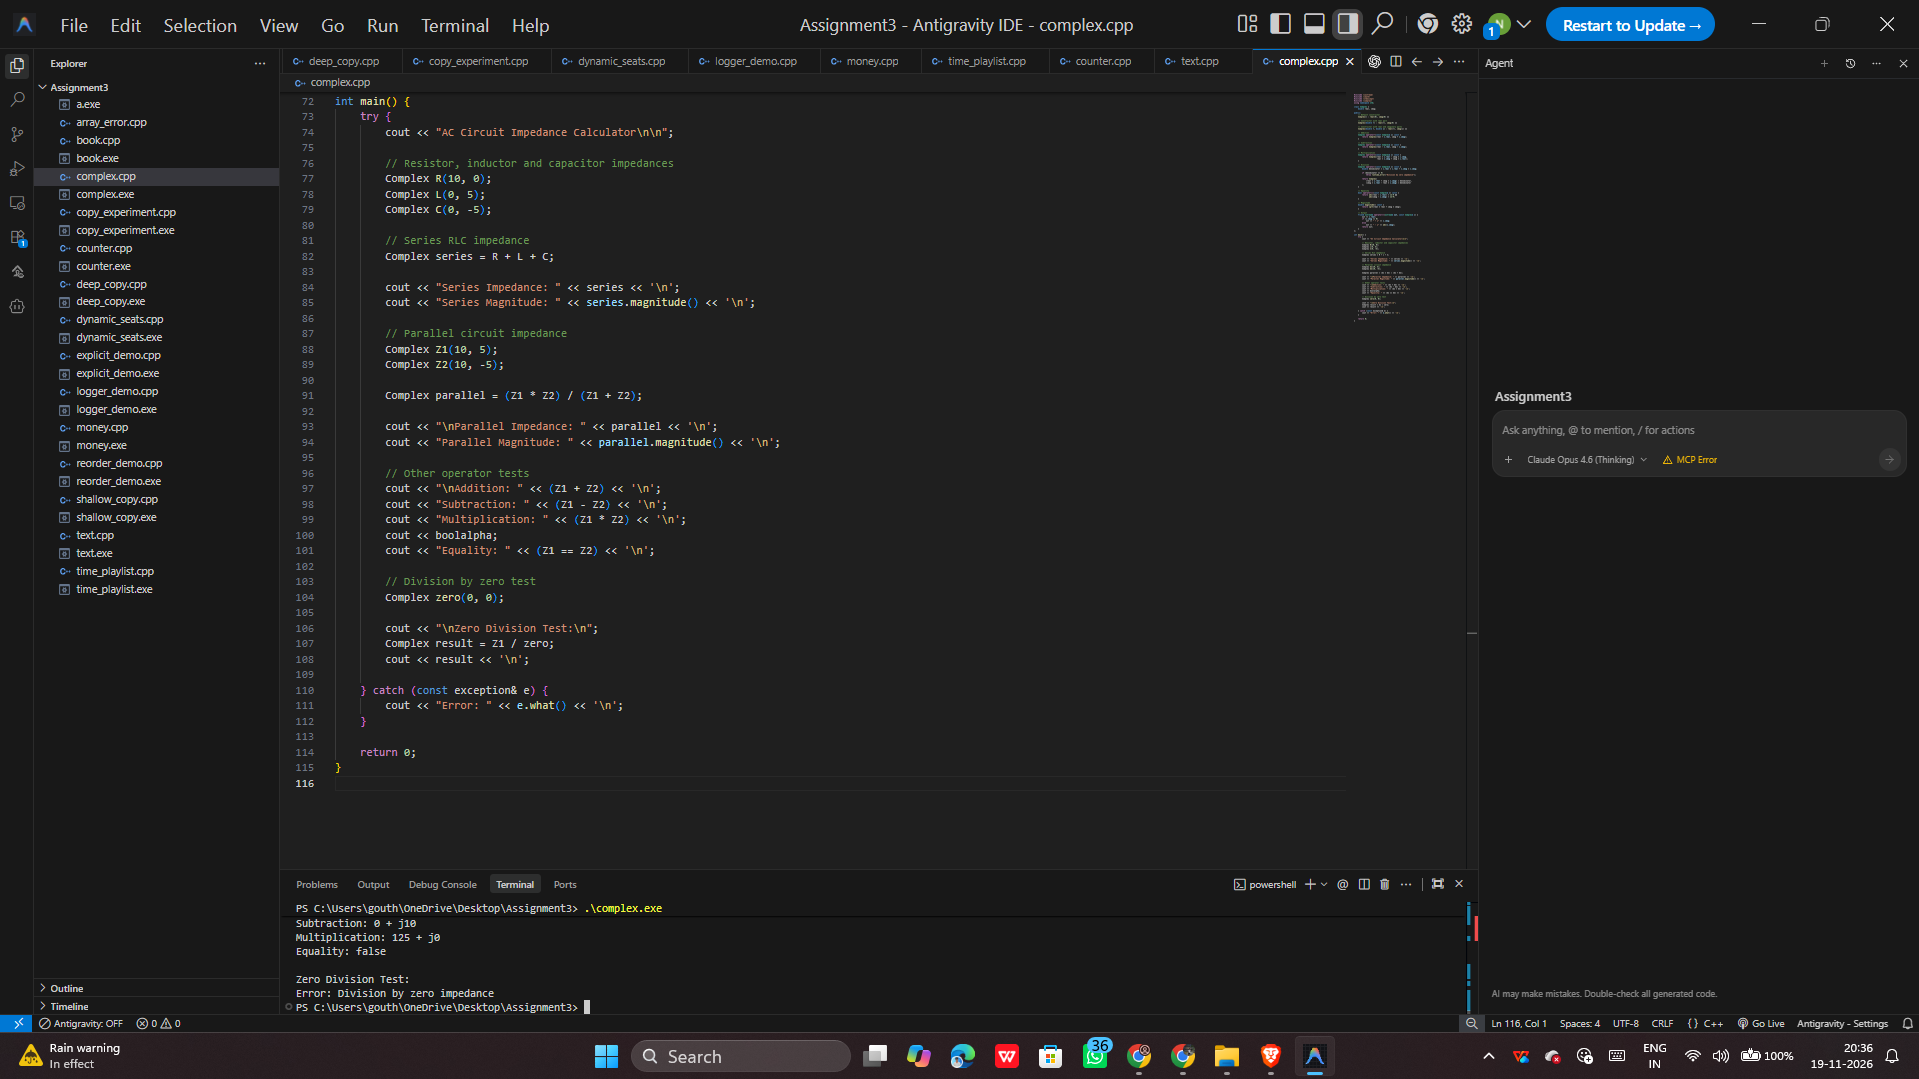 File Edit Selection View Go Run Terminal Help
Assignment3 - Antigravity IDE - complex.cpp
1
Restart to Update →
Explorer
Assignment3
a.exe
array_error.cpp
book.cpp
book.exe
complex.cpp
complex.exe
copy_experiment.cpp
copy_experiment.exe
counter.cpp
counter.exe
deep_copy.cpp
deep_copy.exe
dynamic_seats.cpp
dynamic_seats.exe
explicit_demo.cpp
explicit_demo.exe
logger_demo.cpp
logger_demo.exe
money.cpp
money.exe
reorder_demo.cpp
reorder_demo.exe
shallow_copy.cpp
shallow_copy.exe
text.cpp
text.exe
time_playlist.cpp
time_playlist.exe
Outline
Timeline
deep_copy.cpp copy_experiment.cpp dynamic_seats.cpp logger_demo.cpp money.cpp time_playlist.cpp counter.cpp text.cpp complex.cpp
complex.cpp
72 int main() {
73 try {
74 cout << "AC Circuit Impedance Calculator\n\n";
75
76 // Resistor, inductor and capacitor impedances
77 Complex R(10, 0);
78 Complex L(0, 5);
79 Complex C(0, -5);
80
81 // Series RLC impedance
82 Complex series = R + L + C;
83
84 cout << "Series Impedance: " << series << '\n';
85 cout << "Series Magnitude: " << series.magnitude() << '\n';
86
87 // Parallel circuit impedance
88 Complex Z1(10, 5);
89 Complex Z2(10, -5);
90
91 Complex parallel = (Z1 * Z2) / (Z1 + Z2);
92
93 cout << "\nParallel Impedance: " << parallel << '\n';
94 cout << "Parallel Magnitude: " << parallel.magnitude() << '\n';
95
96 // Other operator tests
97 cout << "\nAddition: " << (Z1 + Z2) << '\n';
98 cout << "Subtraction: " << (Z1 - Z2) << '\n';
99 cout << "Multiplication: " << (Z1 * Z2) << '\n';
100 cout << boolalpha;
101 cout << "Equality: " << (Z1 == Z2) << '\n';
102
103 // Division by zero test
104 Complex zero(0, 0);
105
106 cout << "\nZero Division Test:\n";
107 Complex result = Z1 / zero;
108 cout << result << '\n';
109
110 } catch (const exception& e) {
111 cout << "Error: " << e.what() << '\n';
112 }
113
114 return 0;
115 }
116
Problems Output Debug Console Terminal Ports
powershell
PS C:\Users\gouth\OneDrive\Desktop\Assignment3> .\complex.exe
Subtraction: 0 + j10
Multiplication: 125 + j0
Equality: false
Zero Division Test:
Error: Division by zero impedance
PS C:\Users\gouth\OneDrive\Desktop\Assignment3>
Agent
Assignment3
Ask anything, @ to mention, / for actions
Claude Opus 4.6 (Thinking) MCP Error
AI may make mistakes. Double-check all generated code.
Antigravity: OFF 0 0
Ln 116, Col 1 Spaces: 4 UTF-8 CRLF {} C++ Go Live Antigravity - Settings
Rain warning
In effect
Search
36
ENG
IN
100%
20:36
19-11-2026